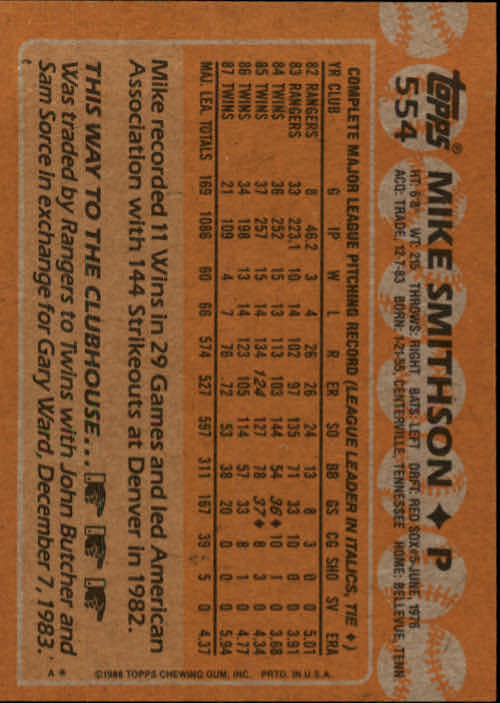 topps®
554
MIKE SMITHSON ♦ P
HT: 6'8" WT: 215 THROWS: RIGHT BATS: LEFT DRFT: RED SOX #5-JUNE, 1976
ACQ: TRADE, 12-7-83 BORN: 1-21-55, CENTERVILLE, TENNESSEE HOME: BELLEVUE, TENN
COMPLETE MAJOR LEAGUE PITCHING RECORD (LEAGUE LEADER IN ITALICS, TIE ♦)
YR CLUB G IP W L R ER SO BB GS CG SHO SV ERA
82 RANGERS 8 46.2 3 4 26 26 24 13 8 3 0 0 5.01
83 RANGERS 33 223.1 10 14 102 97 135 71 33 10 0 0 3.91
84 TWINS 36 252 15 13 113 103 144 54 36♦ 10 1 0 3.68
85 TWINS 37 257 15 14 134 124 127 78 37♦ 8 3 0 4.34
86 TWINS 34 198 13 14 123 105 114 57 33 8 1 0 4.77
87 TWINS 21 109 4 7 76 72 53 38 20 0 0 0 5.94
MAJ. LEA. TOTALS 169 1086 60 66 574 527 597 311 167 39 5 0 4.37
Mike recorded 11 Wins in 29 Games and led American
Association with 144 Strikeouts at Denver in 1982.
THIS WAY TO THE CLUBHOUSE...
Was traded by Rangers to Twins with John Butcher and
Sam Sorce in exchange for Gary Ward, December 7, 1983.
A*
©1988 TOPPS CHEWING GUM, INC. PRTD. IN U.S.A.